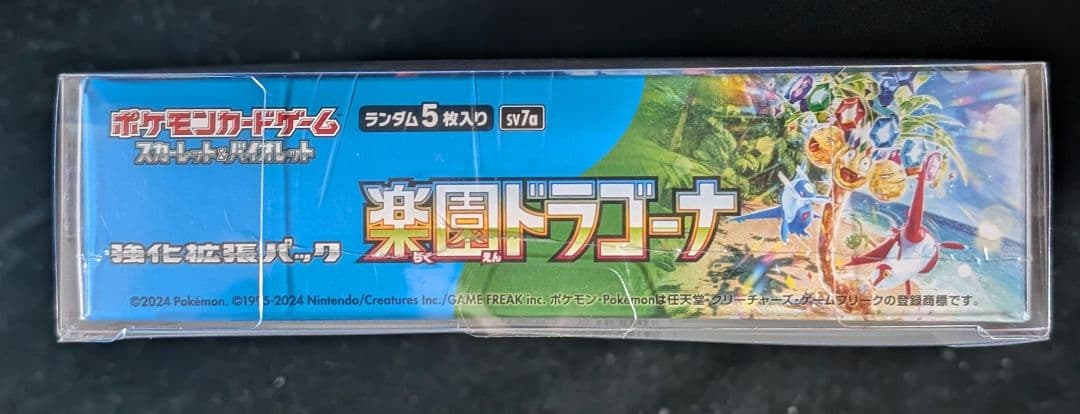 ポケモンカードゲーム
スカーレット&バイオレット
ランダム5枚入り
sv7a
強化拡張パック
楽園ドラゴーナ
らく えん
©2024 Pokémon. ©1995-2024 Nintendo/Creatures Inc./GAME FREAK inc. ポケモン・Pokémonは任天堂・クリーチャーズ・ゲームフリークの登録商標です。